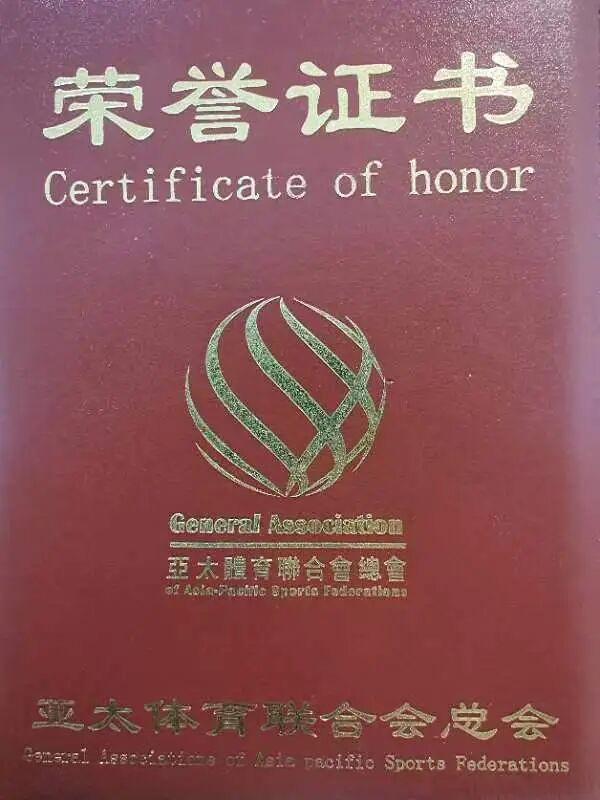 荣誉证书
Certificate of honor
General Association
亞太體育聯合會總會
of Asia-Pacific Sports Federations
亚太体育联合会总会
General Associations of Asia pacific Sports Federations